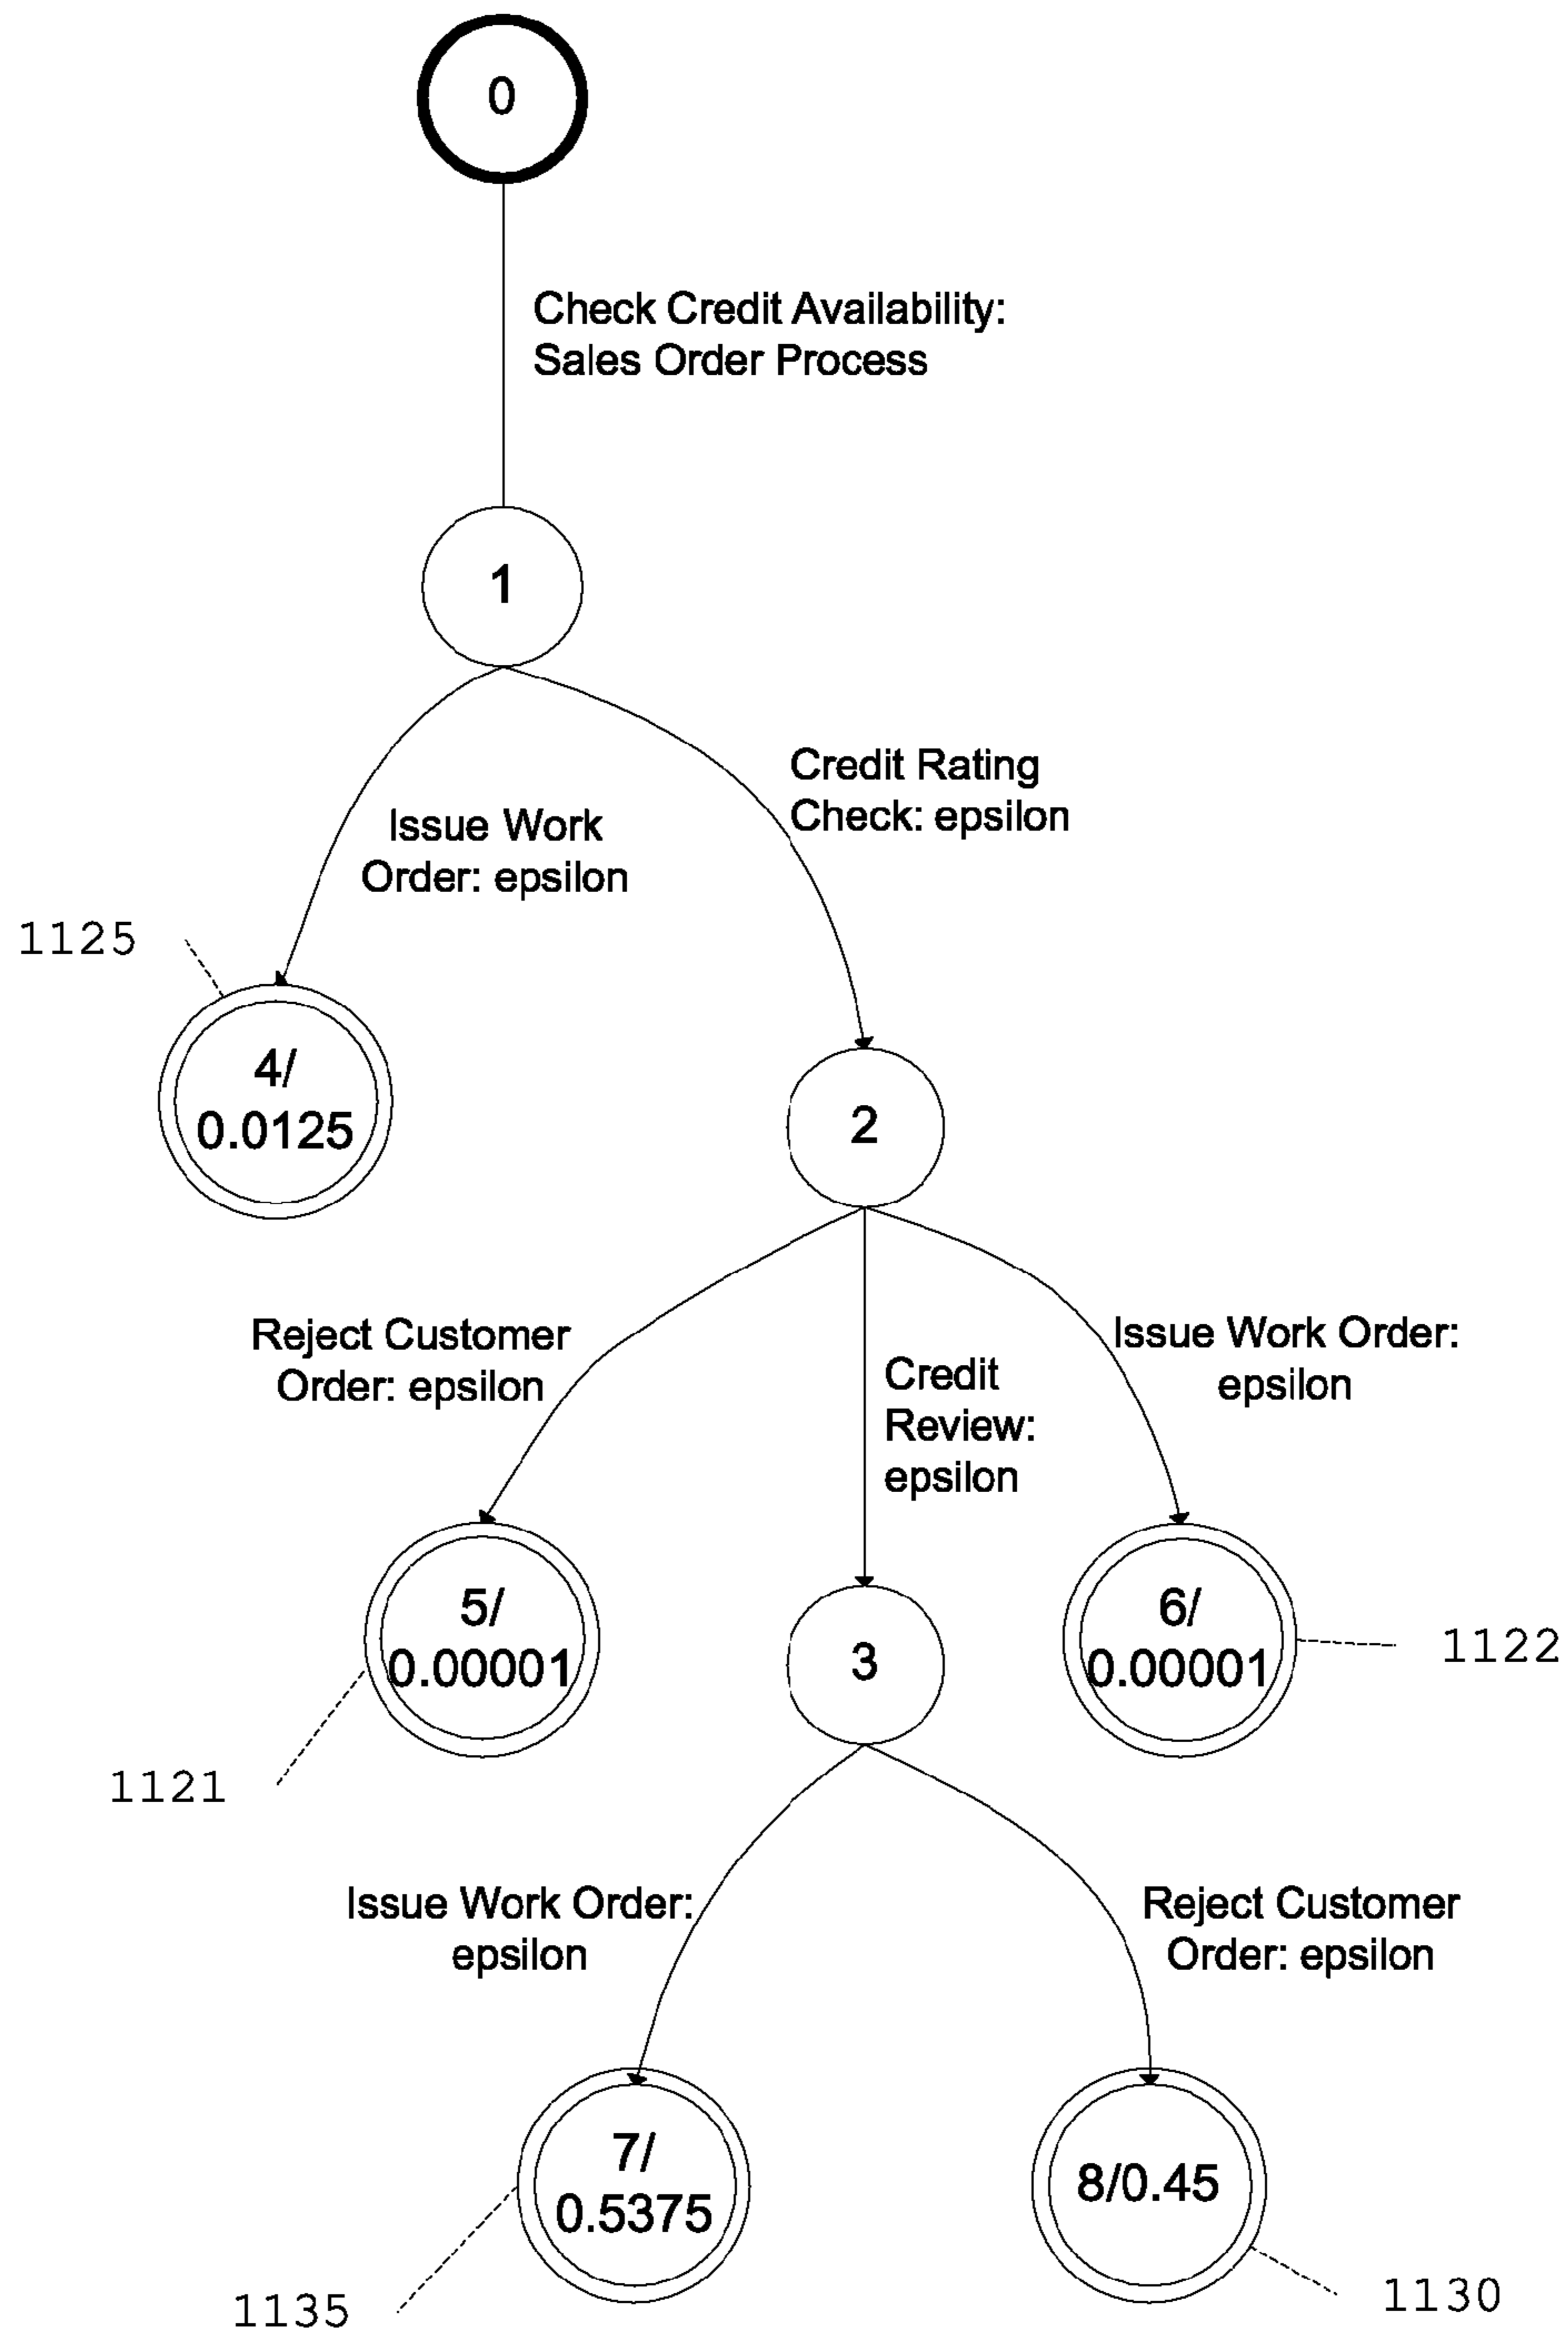 0
Check Credit Availability:
Sales Order Process
1
Credit Rating
Check: epsilon
Issue Work
Order: epsilon
1125
4/
0.0125
2
Reject Customer
Order: epsilon
Credit
Review:
epsilon
Issue Work Order:
epsilon
5/
0.00001
3
6/
0.00001
1122
1121
Issue Work Order:
epsilon
Reject Customer
Order: epsilon
7/
0.5375
8/0.45
1135
1130